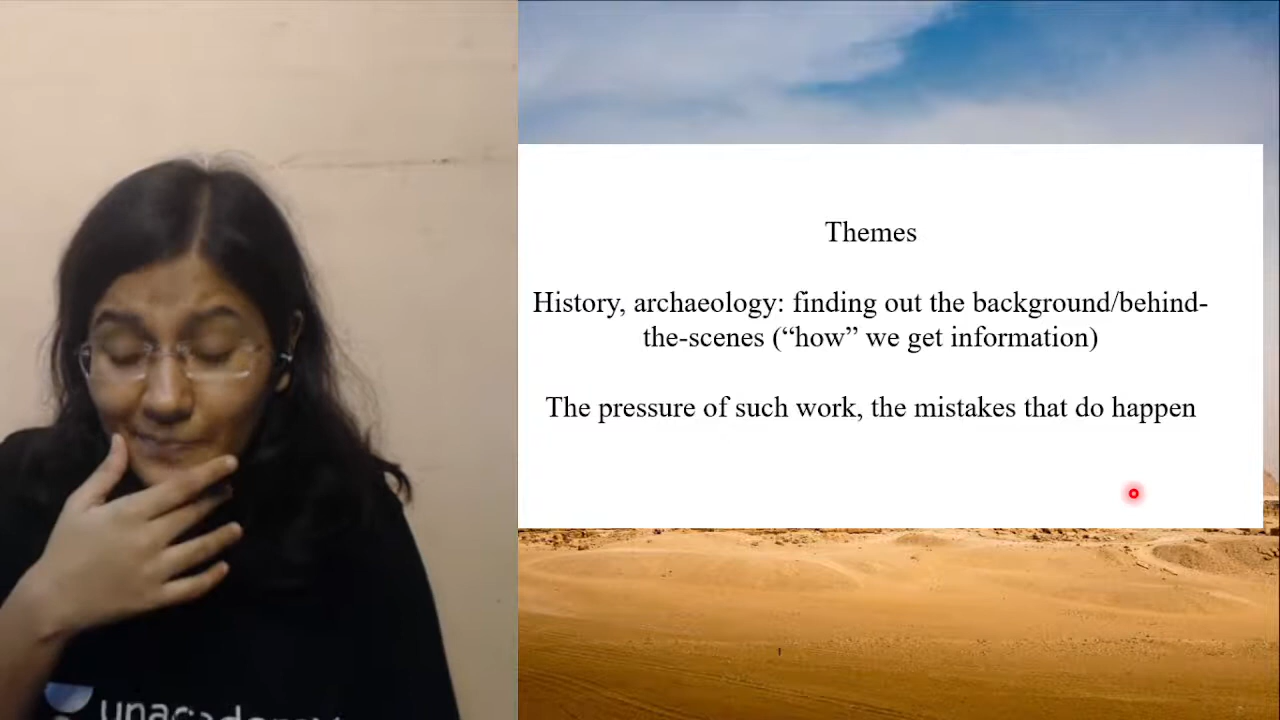 Themes
History, archaeology: finding out the background/behind-
the-scenes (“how” we get information)
The pressure of such work, the mistakes that do happen
unacademy